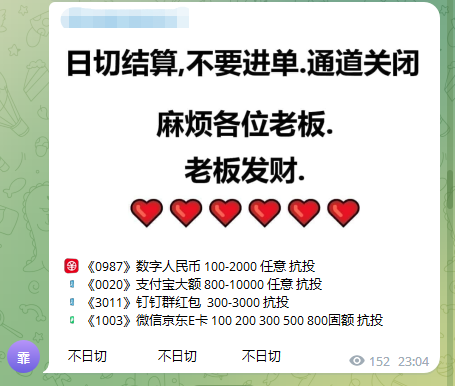 日切结算,不要进单.通道关闭
麻烦各位老板.
老板发财.
《0987》数字人民币 100-2000 任意 抗投
《0020》支付宝大额 800-10000 任意 抗投
《3011》钉钉群红包  300-3000 抗投
《1003》微信京东E卡 100 200 300 500 800固额 抗投
不日切 不日切 不日切
霏 152 23:04